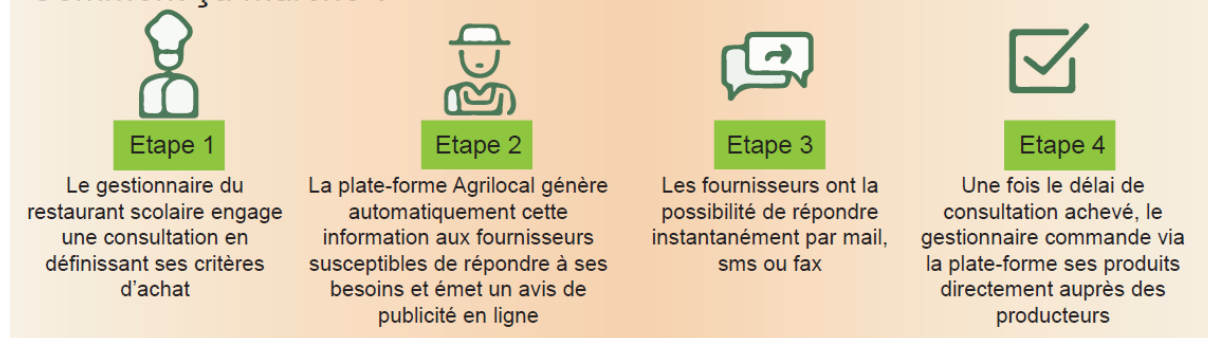 Etape 1
Le gestionnaire du
restaurant scolaire engage
une consultation en
définissant ses critères
d'achat
Etape 2
La plate-forme Agrilocal génère
automatiquement cette
information aux fournisseurs
susceptibles de répondre à ses
besoins et émet un avis de
publicité en ligne
Etape 3
Les fournisseurs ont la
possibilité de répondre
instantanément par mail,
sms ou fax
Etape 4
Une fois le délai de
consultation achevé, le
gestionnaire commande via
la plate-forme ses produits
directement auprès des
producteurs